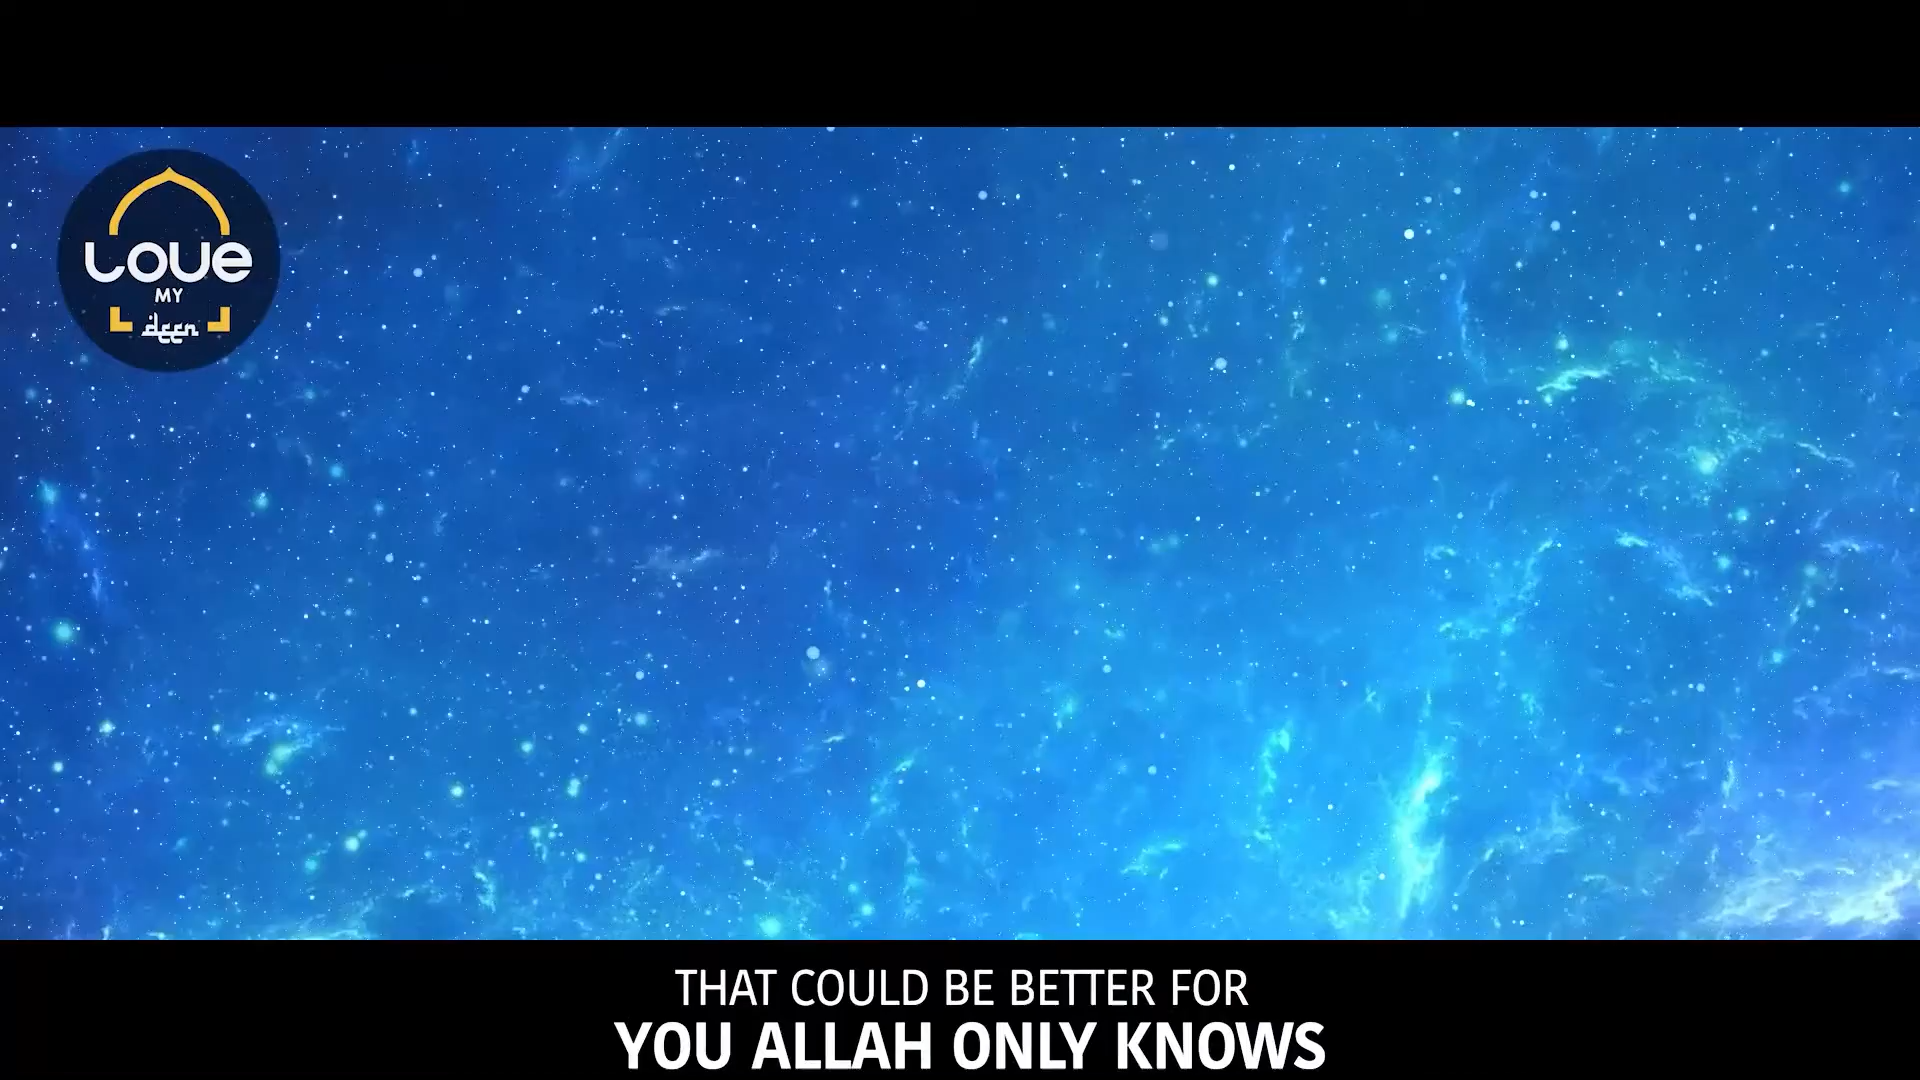 LOVE
MY
deen
THAT COULD BE BETTER FOR
YOU ALLAH ONLY KNOWS